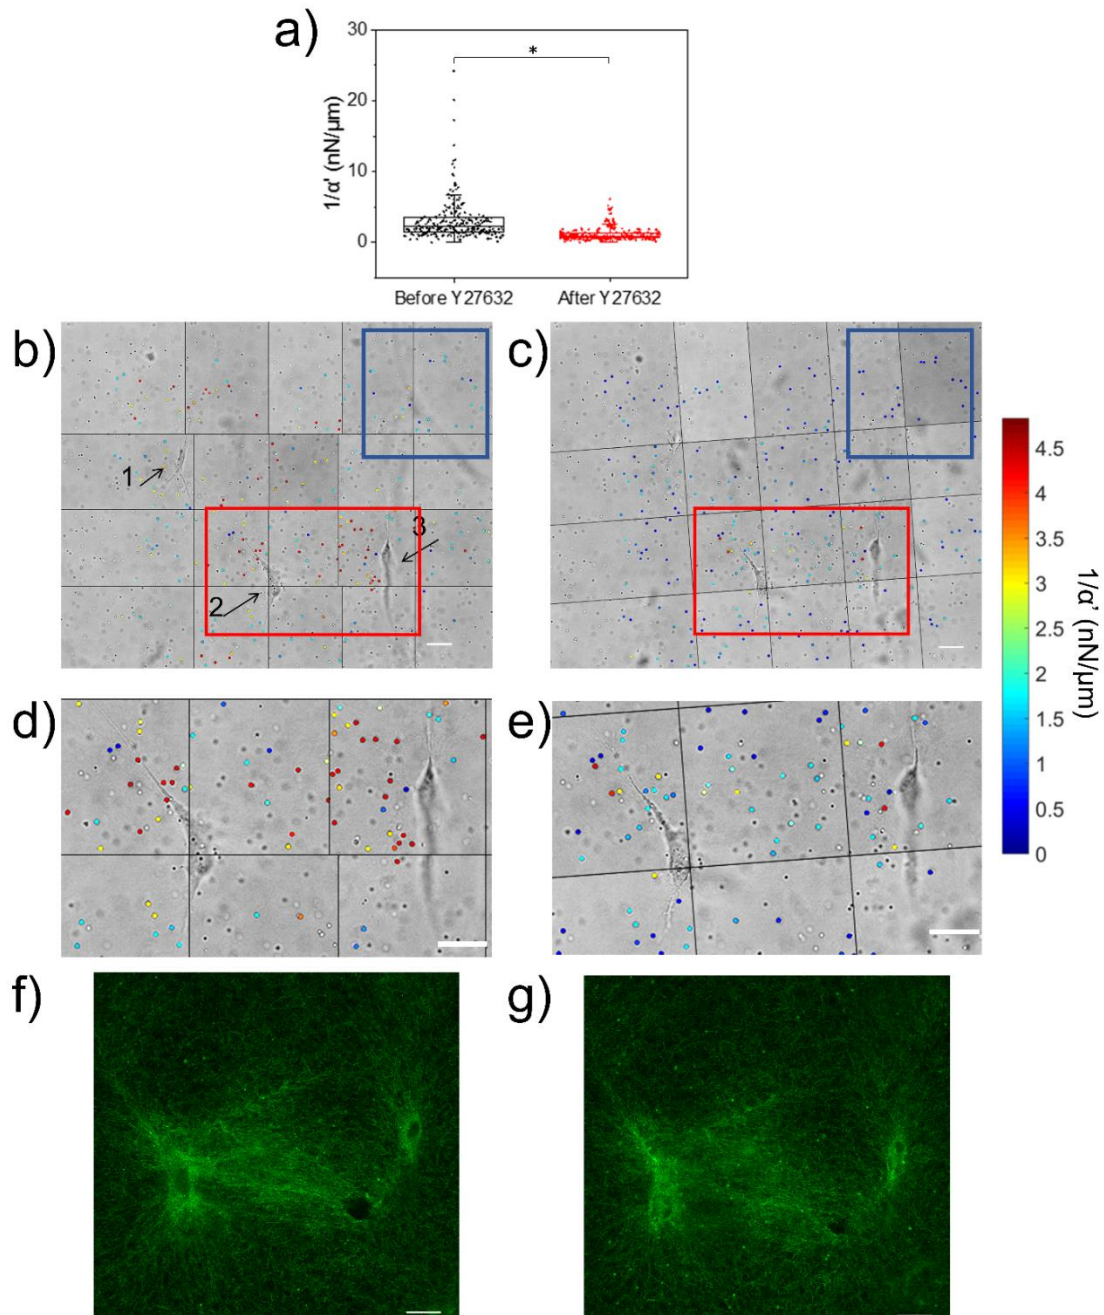 a)
30
20
10
0
1/α' (nN/μm)
*
Before Y27632
After Y27632
b)
1
2
3
c)
4.5
4
3.5
3
2.5
2
1.5
1
0.5
0
1/α' (nN/μm)
d)
e)
f)
g)